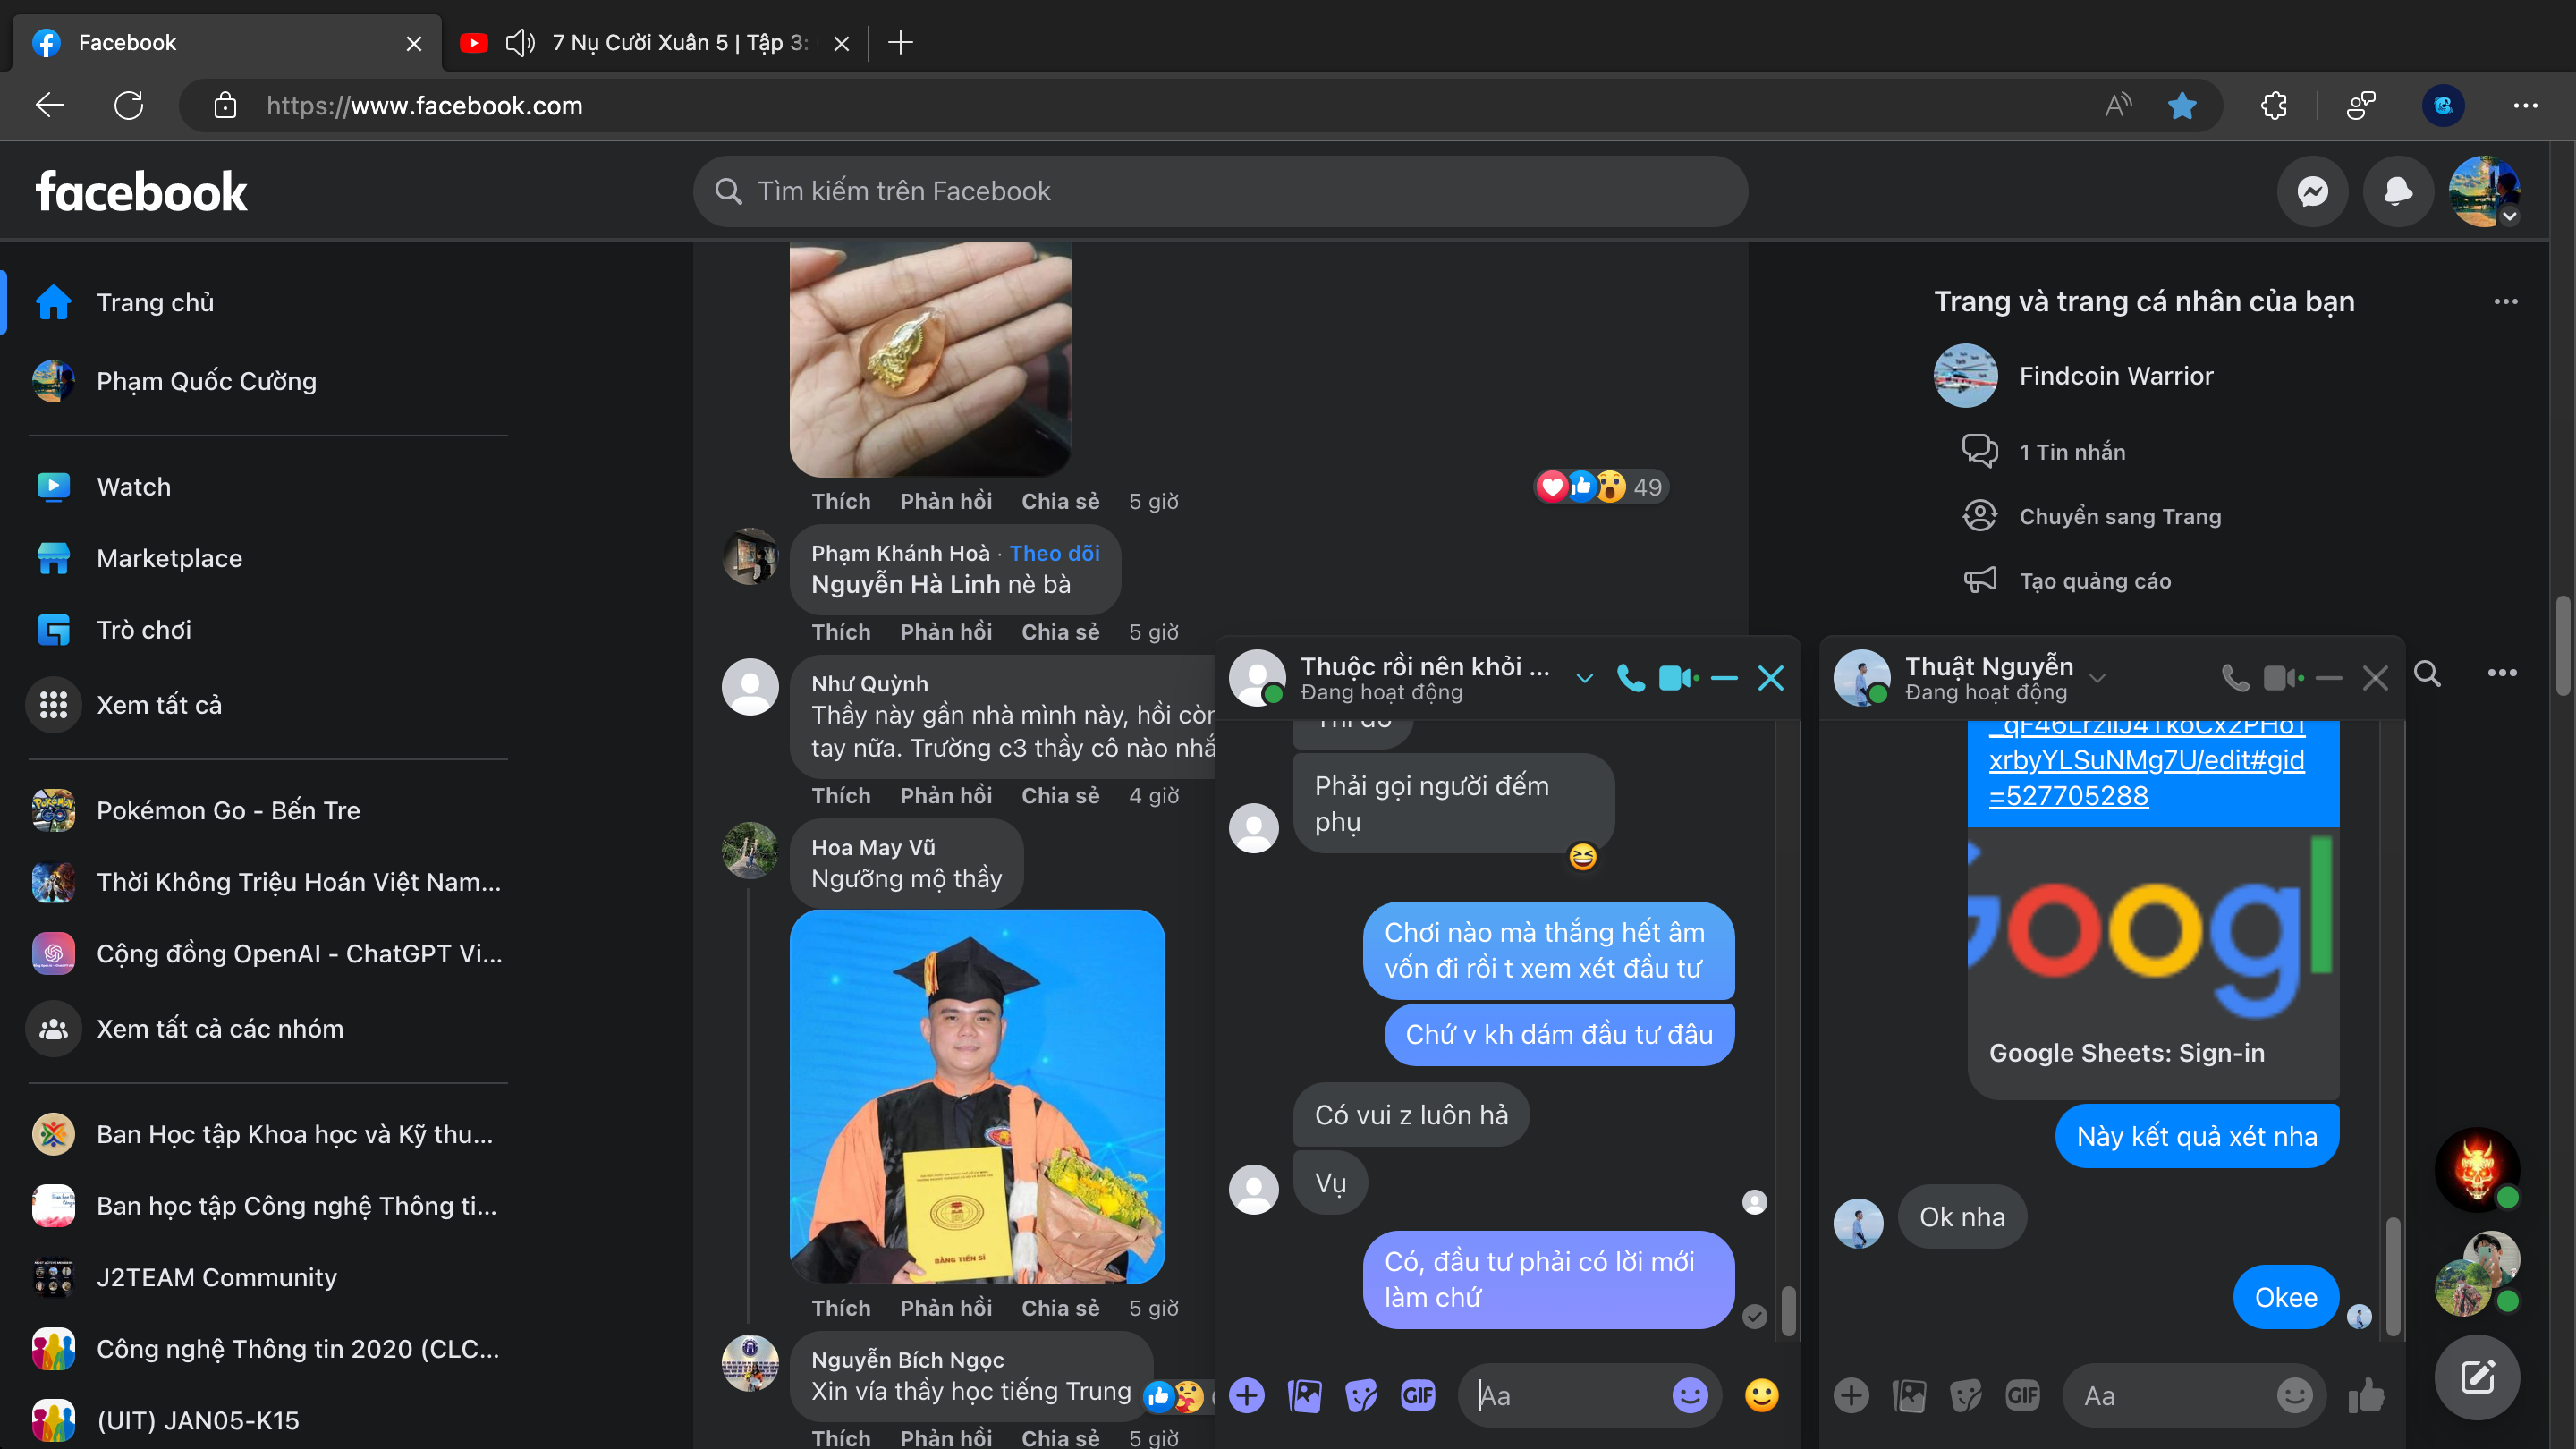 Facebook
7 Nụ Cười Xuân 5 | Tập 3:
https://www.facebook.com
facebook
Tìm kiếm trên Facebook
Trang chủ
Phạm Quốc Cường
Watch
Marketplace
Trò chơi
Xem tất cả
Pokémon Go - Bến Tre
Thời Không Triệu Hoán Việt Nam...
Cộng đồng OpenAI - ChatGPT Vi...
Xem tất cả các nhóm
Ban Học tập Khoa học và Kỹ thu...
Ban học tập Công nghệ Thông ti...
J2TEAM Community
Công nghệ Thông tin 2020 (CLC...
(UIT) JAN05-K15
Thích Phản hồi Chia sẻ 5 giờ
49
Phạm Khánh Hoà · Theo dõi
Nguyễn Hà Linh nè bà
Thích Phản hồi Chia sẻ 5 giờ
Như Quỳnh
Thầy này gần nhà mình này, hồi còn
tay nữa. Trường c3 thầy cô nào
Thích Phản hồi Chia sẻ 4 giờ
Hoa May Vũ
Ngưỡng mộ thầy
BẰNG TIẾN SĨ
Thích Phản hồi Chia sẻ 5 giờ
Nguyễn Bích Ngọc
Xin vía thầy học tiếng Trung
Thích Phản hồi Chia sẻ 5 giờ
Trang và trang cá nhân của bạn
Findcoin Warrior
1 Tin nhắn
Chuyển sang Trang
Tạo quảng cáo
Thuộc rồi nên khỏi ...
Đang hoạt động
Phải gọi người đếm
phụ
Chơi nào mà thắng hết âm
vốn đi rồi t xem xét đầu tư
Chứ v kh dám đầu tư đâu
Có vui z luôn hả
Vụ
Có, đầu tư phải có lời mới
làm chứ
GIF
Aa
Thuật Nguyễn
Đang hoạt động
xrbyYLSuNMg7U/edit#gid
=527705288
Googl
Google Sheets: Sign-in
Này kết quả xét nha
Ok nha
Okee
GIF
Aa